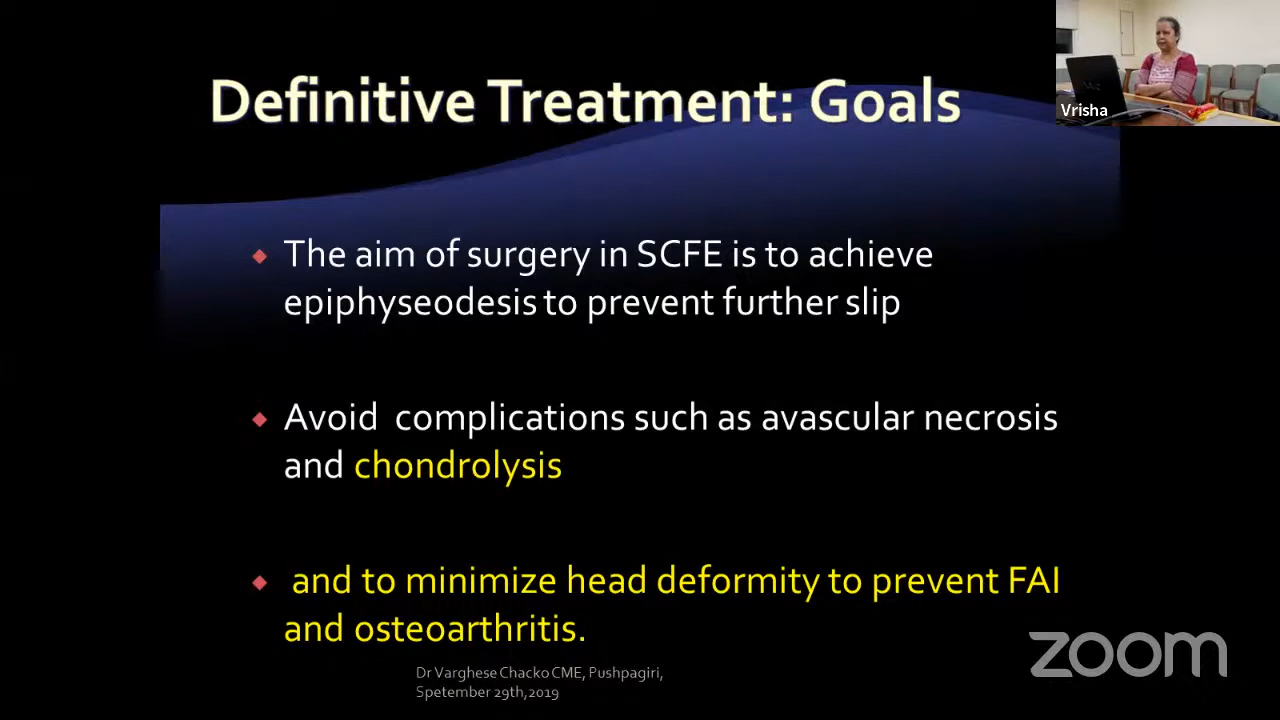 Definitive Treatment: Goals
Vrisha
The aim of surgery in SCFE is to achieve
epiphyseodesis to prevent further slip
Avoid complications such as avascular necrosis
and chondrolysis
and to minimize head deformity to prevent FAI
and osteoarthritis.
Dr Varghese Chacko CME, Pushpagiri,
Spetember 29th,2019
zoom